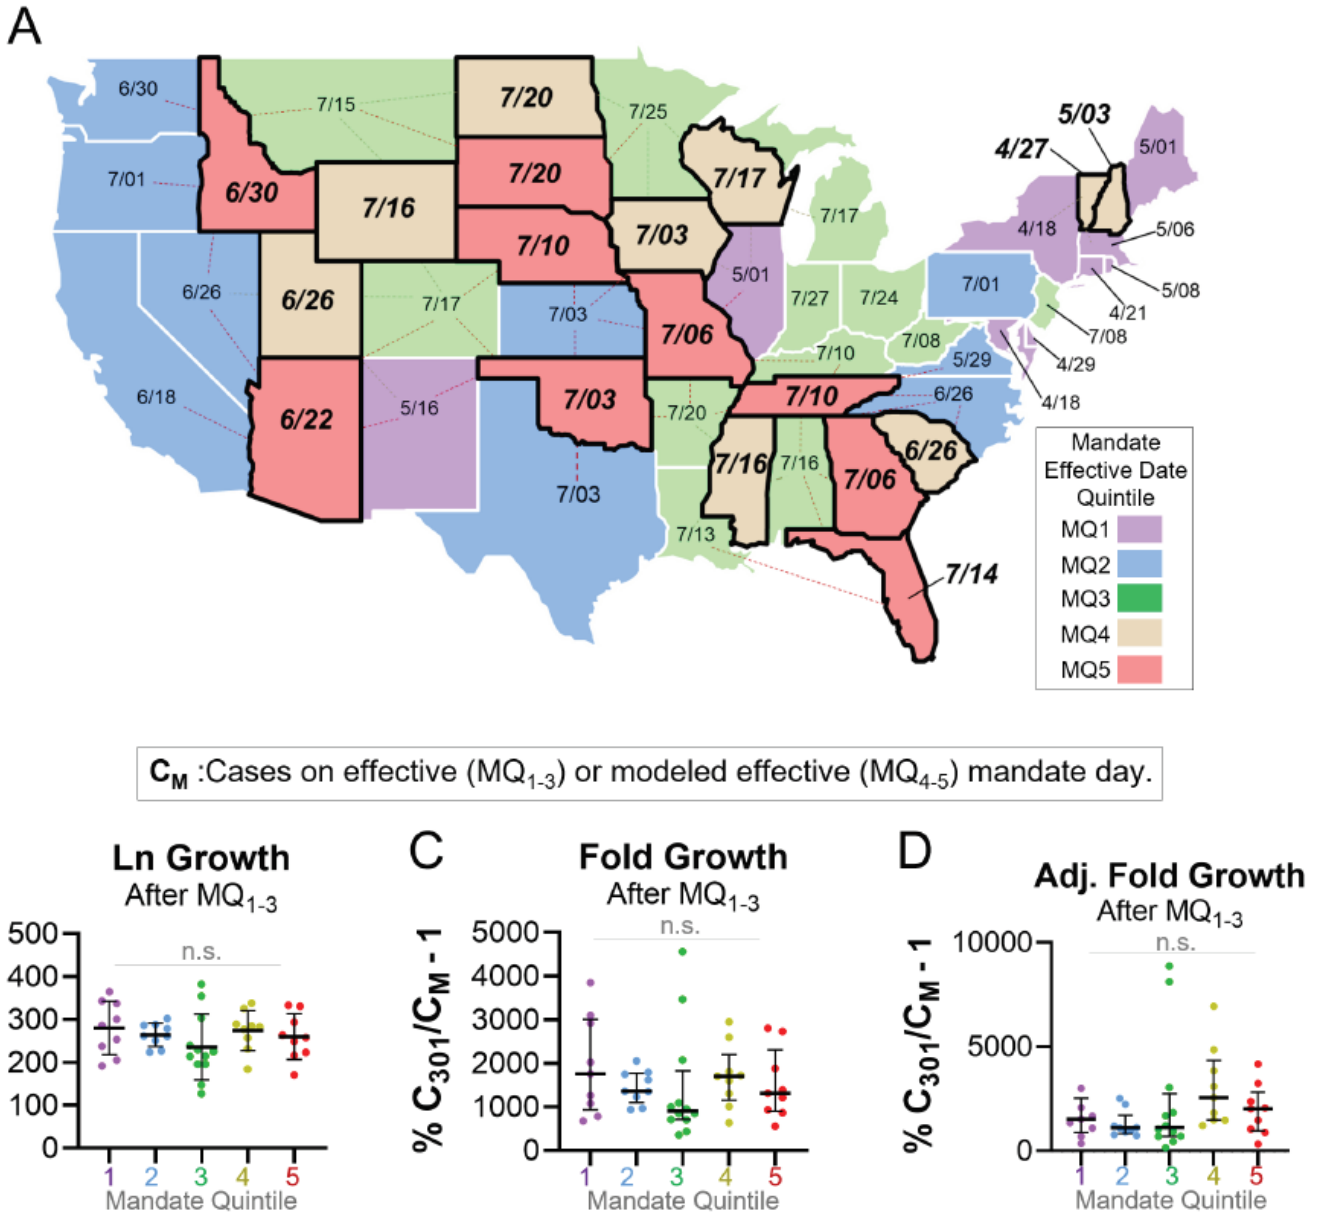 A
6/30
7/15
7/20
7/25
5/03
4/27
5/01
7/01
6/30
7/16
7/20
7/17
7/17
4/18
5/06
7/10
7/03
5/08
6/26
6/26
7/17
7/03
5/01
7/27
7/24
7/01
4/21
7/08
7/06
7/08
7/10
5/29
4/29
6/18
6/22
5/16
7/03
7/20
7/10
6/26
4/18
7/16
7/16
7/06
6/26
7/03
7/13
7/14
Mandate
Effective Date
Quintile
MQ1
MQ2
MQ3
MQ4
MQ5
CM :Cases on effective (MQ1-3) or modeled effective (MQ4-5) mandate day.
Ln Growth
After MQ1-3
n.s.
500
400
300
200
100
0
1 2 3 4 5
Mandate Quintile
C
Fold Growth
After MQ1-3
n.s.
% C301/CM - 1
5000
4000
3000
2000
1000
0
1 2 3 4 5
Mandate Quintile
D
Adj. Fold Growth
After MQ1-3
n.s.
% C301/CM - 1
10000
5000
0
1 2 3 4 5
Mandate Quintile